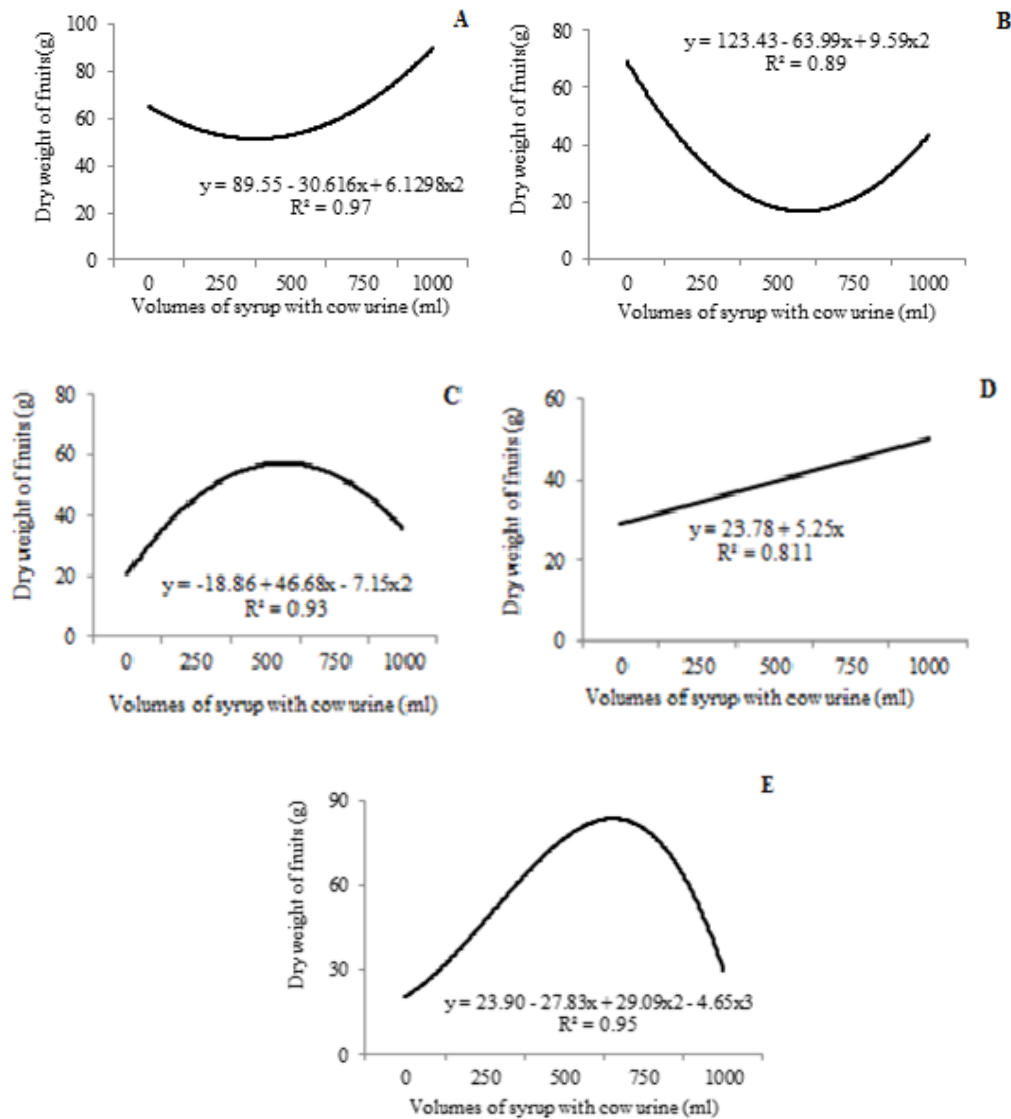 A
Dry weight of fruits(g)
100
80
60
40
20
0
y = 89.55 - 30.616x + 6.1298x2
R² = 0.97
0 250 500 750 1000
Volumes of syrup with cow urine (ml)
B
Dry weight of fruits (g)
80
60
40
20
0
y = 123.43 - 63.99x + 9.59x2
R² = 0.89
0 250 500 750 1000
Volumes of syrup with cow urine (ml)
C
Dry weight of fruits (g)
80
60
40
20
0
y = -18.86 + 46.68x - 7.15x2
R² = 0.93
0 250 500 750 1000
Volumes of syrup with cow urine (ml)
D
Dry weight of fruits (g)
60
40
20
0
y = 23.78 + 5.25x
R² = 0.811
0 250 500 750 1000
Volumes of syrup with cow urine (ml)
E
Dry weight of fruits (g)
90
60
30
0
y = 23.90 - 27.83x + 29.09x2 - 4.65x3
R² = 0.95
0 250 500 750 1000
Volumes of syrup with cow urine (ml)